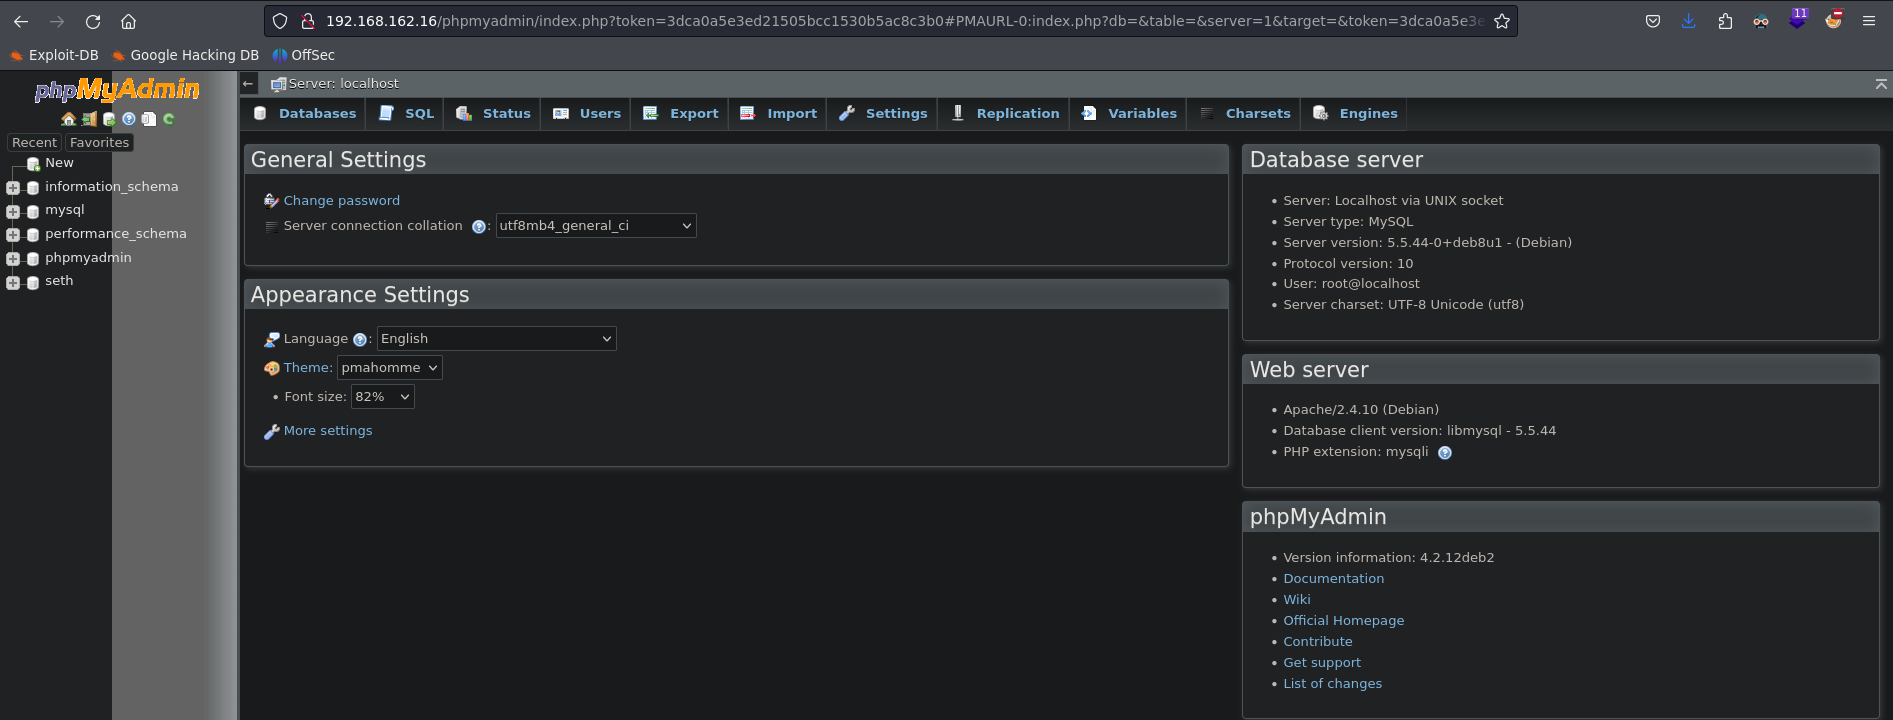 192.168.162.16/phpmyadmin/index.php?token=3dca0a5e3ed21505bcc1530b5ac8c3b0#PMAURL-0:index.php?db=&table=&server=1&target=&token=3dca0a5e3e
11
Exploit-DB Google Hacking DB OffSec
phpMyAdmin
Recent Favorites
New
information_schema
mysql
performance_schema
phpmyadmin
seth
Server: localhost
Databases SQL Status Users Export Import Settings Replication Variables Charsets Engines
General Settings
Change password
Server connection collation : utf8mb4_general_ci
Appearance Settings
Language : English
Theme: pmahomme
• Font size: 82%
More settings
Database server
• Server: Localhost via UNIX socket
• Server type: MySQL
• Server version: 5.5.44-0+deb8u1 - (Debian)
• Protocol version: 10
• User: root@localhost
• Server charset: UTF-8 Unicode (utf8)
Web server
• Apache/2.4.10 (Debian)
• Database client version: libmysql - 5.5.44
• PHP extension: mysqli
phpMyAdmin
• Version information: 4.2.12deb2
• Documentation
• Wiki
• Official Homepage
• Contribute
• Get support
• List of changes